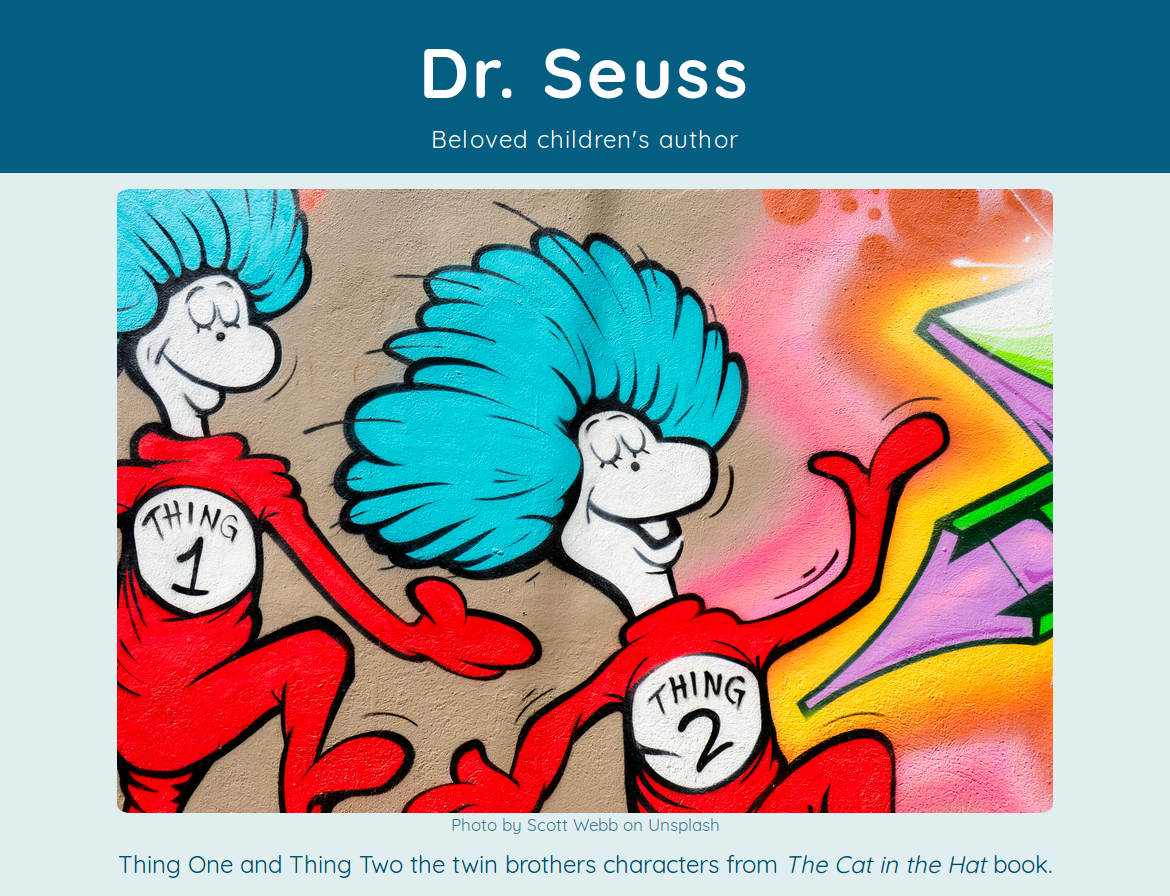 Dr. Seuss
Beloved children's author
THING
1
THING
2
Photo by Scott Webb on Unsplash
Thing One and Thing Two the twin brothers characters from The Cat in the Hat book.